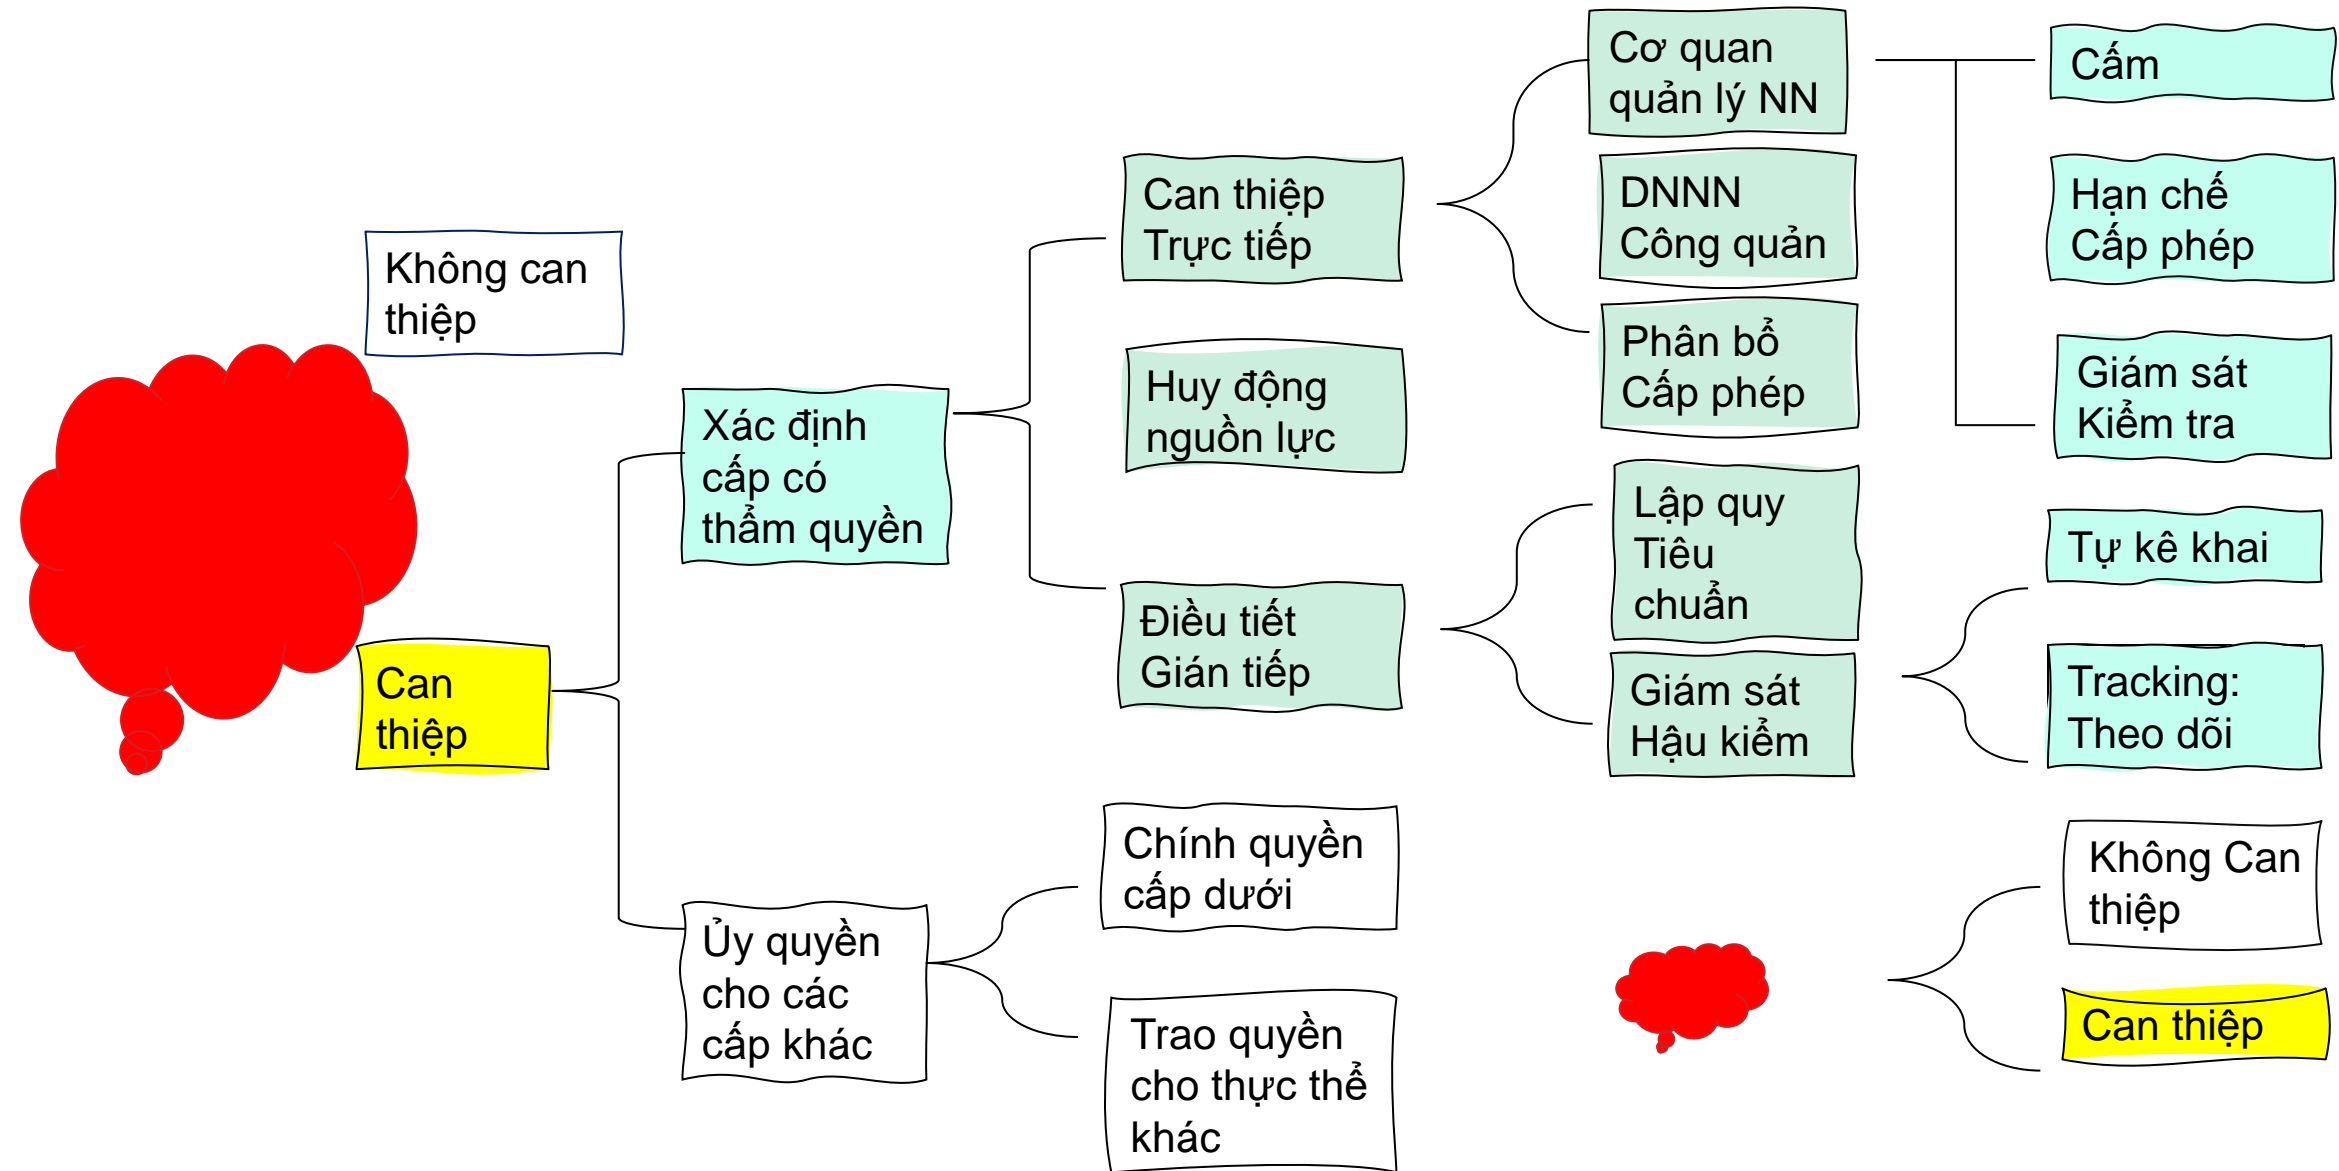 Không can
thiệp
Can
thiệp
Xác định
cấp có
thẩm quyền
Ủy quyền
cho các
cấp khác
Can thiệp
Trực tiếp
Huy động
nguồn lực
Điều tiết
Gián tiếp
Chính quyền
cấp dưới
Trao quyền
cho thực thể
khác
Cơ quan
quản lý NN
DNNN
Công quản
Phân bổ
Cấp phép
Lập quy
Tiêu
chuẩn
Giám sát
Hậu kiểm
Cấm
Hạn chế
Cấp phép
Giám sát
Kiểm tra
Tự kê khai
Tracking:
Theo dõi
Không Can
thiệp
Can thiệp